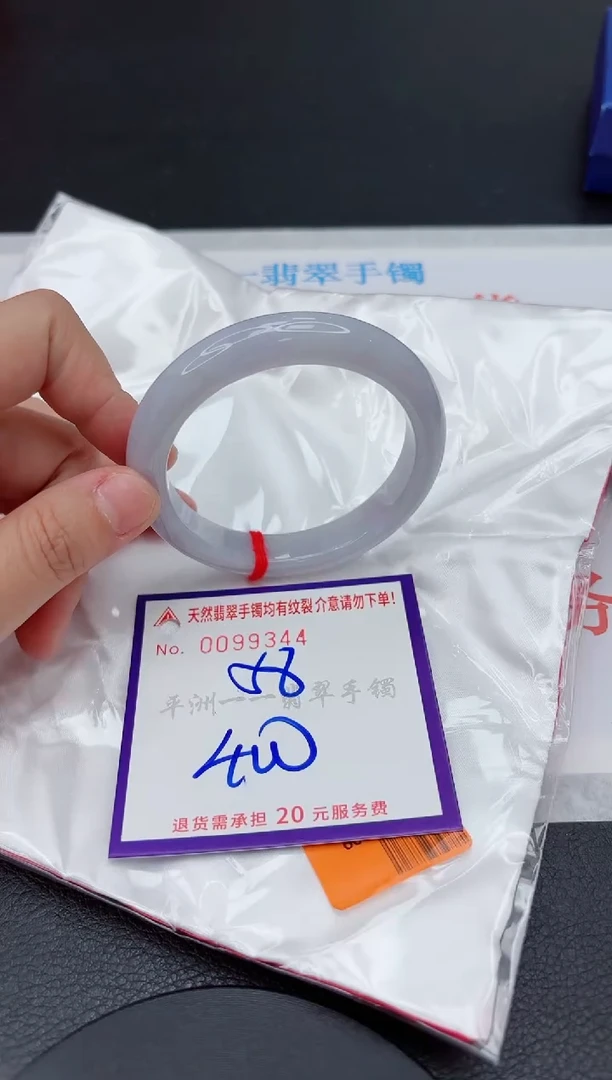 一翡翠手镯
天然翡翠手镯均有纹裂介意请勿下单!
No. 0099344
58
平洲一一翡翠手镯
400
退货需承担 20 元服务费
务